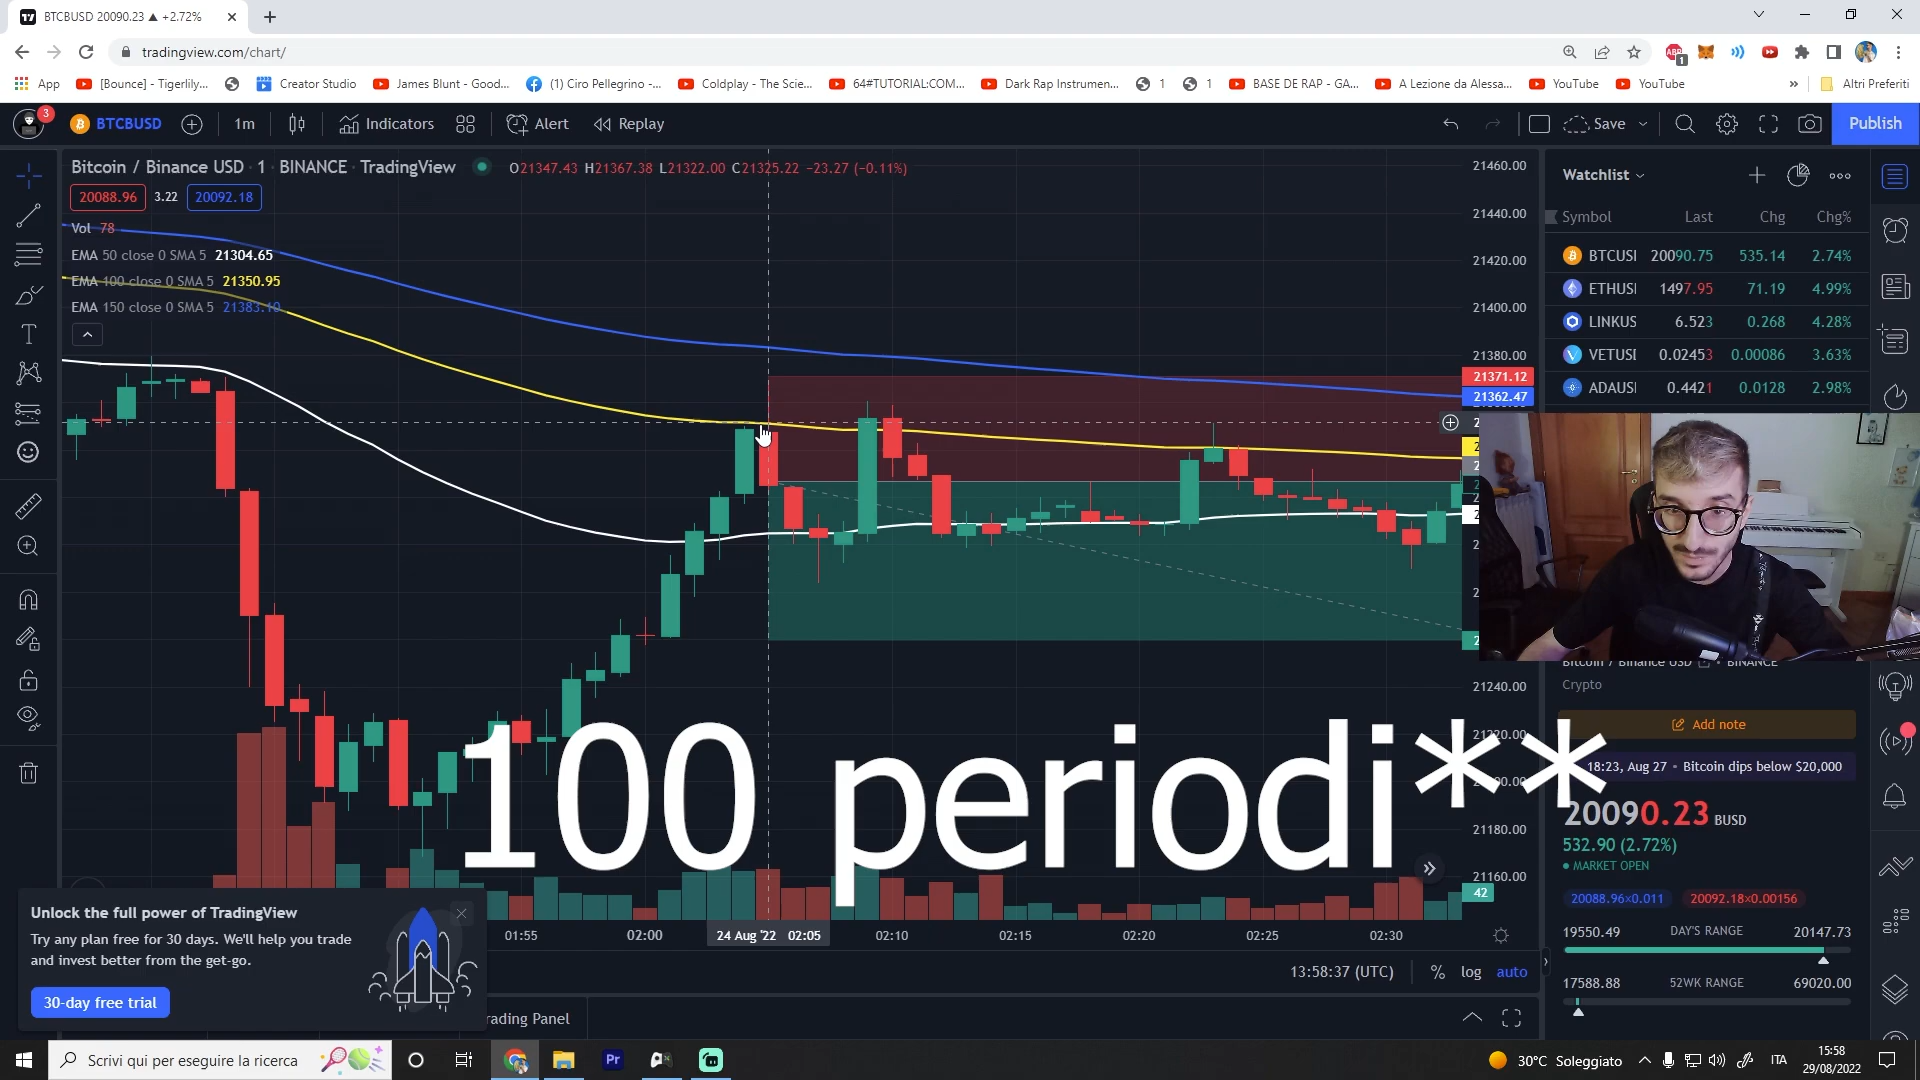 BTCBUSD 20090.23 ▲ +2.72%
tradingview.com/chart/
App
[Bounce] - Tigerlily...
Creator Studio
James Blunt - Good...
(1) Ciro Pellegrino -...
Coldplay - The Scie...
64#TUTORIAL:COM...
Dark Rap Instrumen...
1
1
BASE DE RAP - GA...
A Lezione da Alessa...
YouTube
YouTube
»
Altri Preferiti
3
BTCBUSD
1m
Indicators
Alert
Replay
Save
Publish
Bitcoin / Binance USD · 1 · BINANCE · TradingView
O21347.43 H21367.38 L21322.00 C21325.22 -23.27 (-0.11%)
20088.96 3.22 20092.18
Vol 78
EMA 50 close 0 SMA 5 21304.65
EMA 100 close 0 SMA 5 21350.95
EMA 150 close 0 SMA 5 21383.10
21460.00
21440.00
21420.00
21400.00
21380.00
21371.12
21362.47
21240.00
21220.00
21180.00
21160.00
42
Watchlist
Symbol Last Chg Chg%
BTCUSI 20090.75 535.14 2.74%
ETHUSI 1497.95 71.19 4.99%
LINKUS 6.523 0.268 4.28%
VETUSI 0.02453 0.00086 3.63%
ADAUSI 0.4421 0.0128 2.98%
Bitcoin / Binance USD • BINANCE
Crypto
Add note
18:23, Aug 27 • Bitcoin dips below $20,000
20090.23 BUSD
532.90 (2.72%)
• MARKET OPEN
20088.96×0.011 20092.18×0.00156
19550.49 DAY'S RANGE 20147.73
17588.88 52WK RANGE 69020.00
100 periodi**
Unlock the full power of TradingView
Try any plan free for 30 days. We'll help you trade
and invest better from the get-go.
30-day free trial
01:55
02:00
24 Aug '22 02:05
02:10
02:15
02:20
02:25
02:30
13:58:37 (UTC)
%
log
auto
rading Panel
Scrivi qui per eseguire la ricerca
Pr
30°C Soleggiato
ITA
15:58
29/08/2022